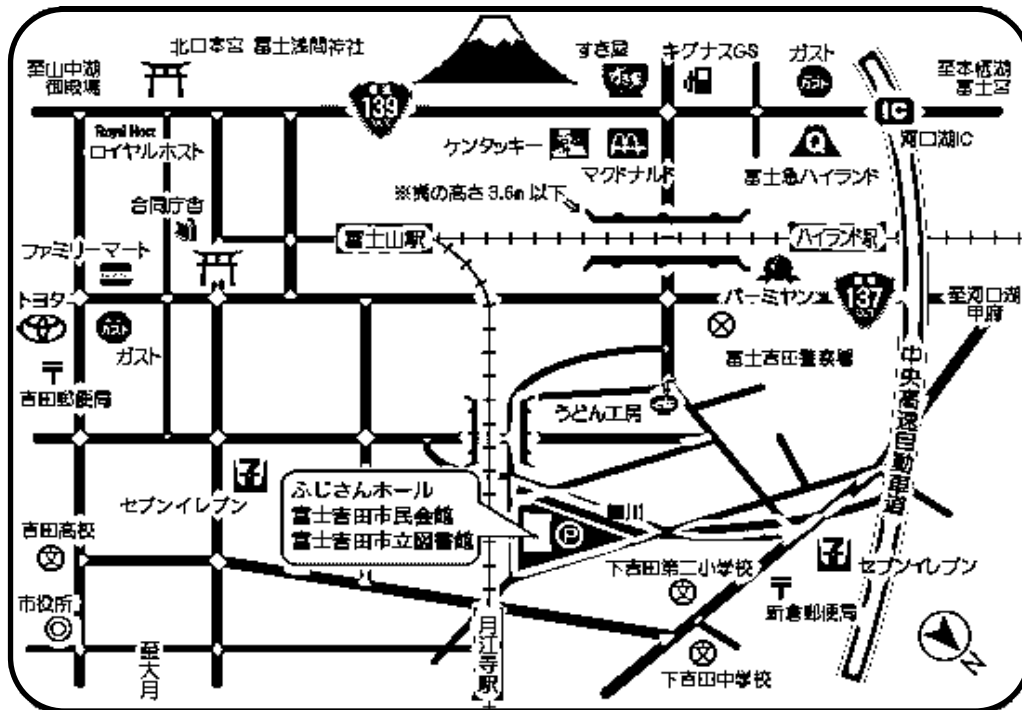 北口本宮 冨士浅間神社
すき屋
キグナスGS
ガスト
至山中湖
御殿場
至本栖湖
富士宮
139
IC
河口湖IC
Royal Host
ロイヤルホスト
ケンタッキー
マクドナルド
富士急ハイランド
※橋の高さ3.6m以下
合同庁舎
富士山駅
ハイランド駅
ファミリーマート
トヨタ
ガスト
バーミヤン
137
至河口湖
甲府
富士吉田警察署
吉田郵便局
うどん工房
中央高速自動車道
セブンイレブン
ふじさんホール
富士吉田市民会館
富士吉田市立図書館
P
吉田高校
下吉田第二小学校
セブンイレブン
新倉郵便局
市役所
至大月
月江寺駅
下吉田中学校
N